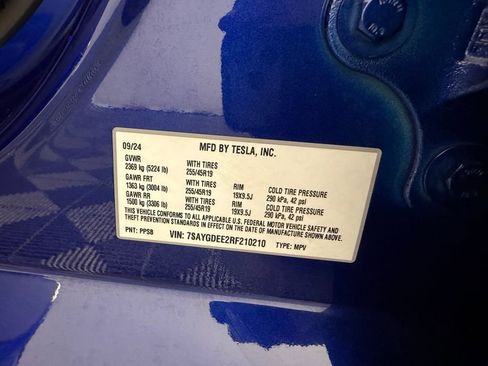 09/24 MFD BY TESLA, INC.
GVWR WITH TIRES
2369 kg (5224 lb) 255/45R19
GAWR FRT WITH TIRES RIM COLD TIRE PRESSURE
1363 kg (3004 lb) 255/45R19 19X9.5J 290 kPa, 42 psi
GAWR RR WITH TIRES RIM COLD TIRE PRESSURE
1500 kg (3306 lb) 255/45R19 19X9.5J 290 kPa, 42 psi
THIS VEHICLE CONFORMS TO ALL APPLICABLE U.S. FEDERAL MOTOR VEHICLE SAFETY AND
THEFT PREVENTION STANDARDS IN EFFECT ON THE DATE OF MANUFACTURE SHOWN ABOVE.
PNT: PPSB VIN: 7SAYGDEE2RF210210 TYPE: MPV